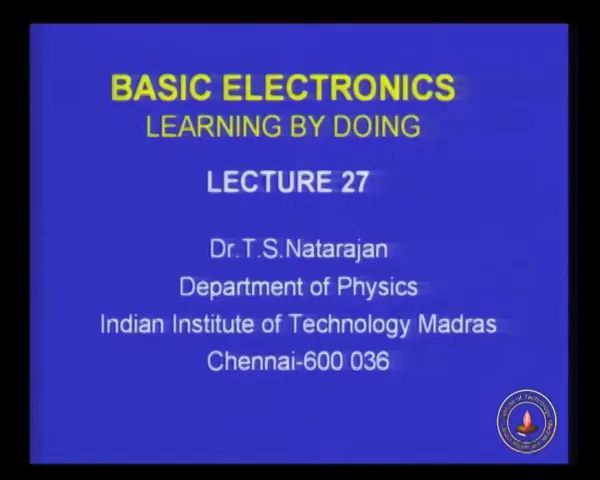 BASIC ELECTRONICS
LEARNING BY DOING
LECTURE 27
Dr.T.S.Natarajan
Department of Physics
Indian Institute of Technology Madras
Chennai-600 036